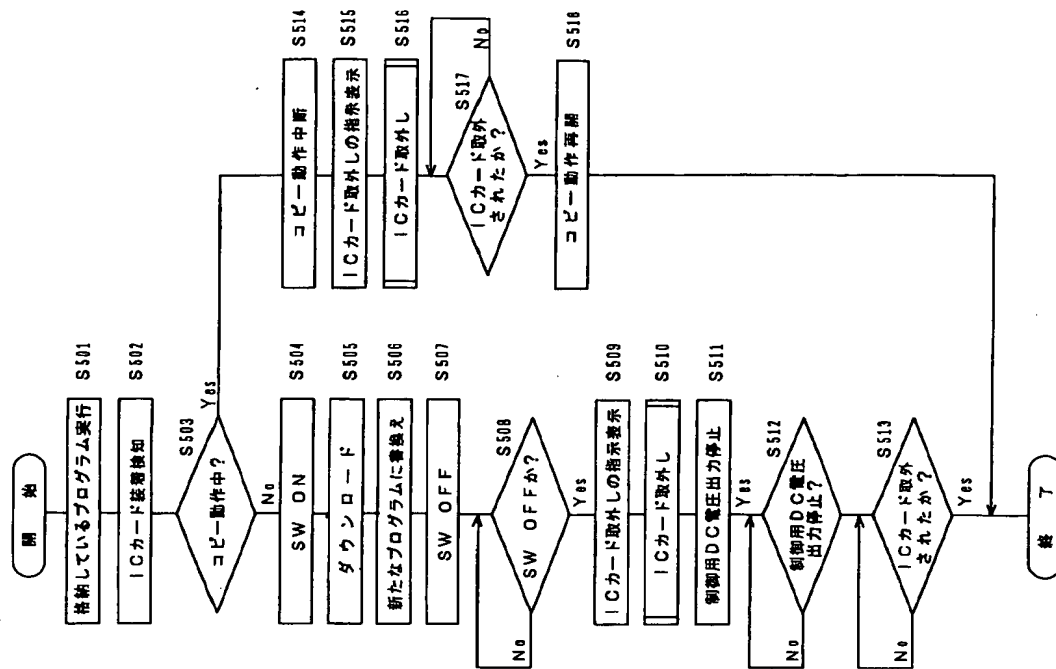 開 始
格納しているプログラム実行
S501
ICカード装着検知
S502
コピー動作中?
S503
Yes
No
SW ON
S504
ダウンロード
S505
新たなプログラムに書換え
S506
SW OFF
S507
SW OFFか?
S508
No
Yes
ICカード取外しの指示表示
S509
ICカード取外し
S510
制御用DC電圧出力停止
S511
Yes
制御用DC電圧
出力停止?
S512
No
ICカード取外
されたか?
S513
No
Yes
終 了
コピー動作中断
S514
ICカード取外しの指示表示
S515
ICカード取外し
S516
ICカード取外
されたか?
S517
No
Yes
コピー動作再開
S518